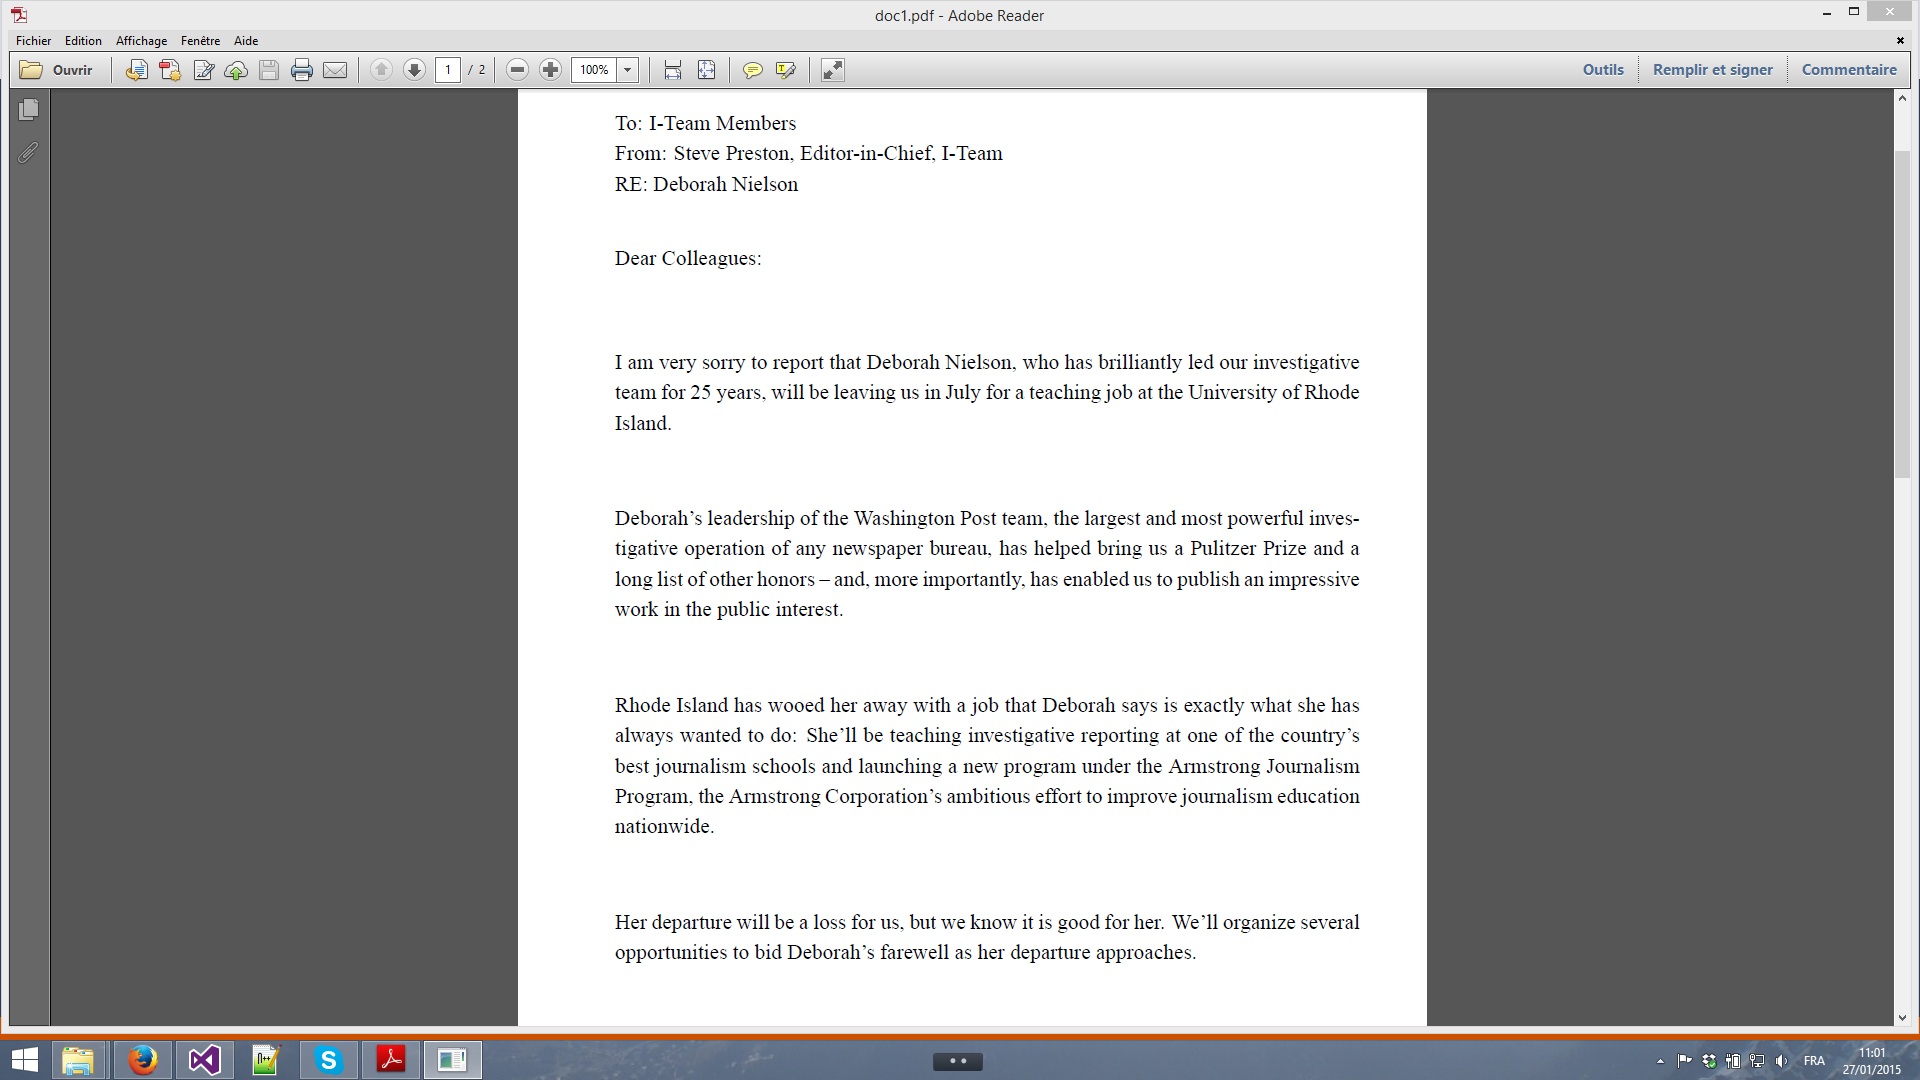 doc1.pdf - Adobe Reader
Fichier Edition Affichage Fenêtre Aide
Ouvrir 1 / 2 100% Outils Remplir et signer Commentaire
To: I-Team Members
From: Steve Preston, Editor-in-Chief, I-Team
RE: Deborah Nielson
Dear Colleagues:
I am very sorry to report that Deborah Nielson, who has brilliantly led our investigative
team for 25 years, will be leaving us in July for a teaching job at the University of Rhode
Island.
Deborah’s leadership of the Washington Post team, the largest and most powerful inves-
tigative operation of any newspaper bureau, has helped bring us a Pulitzer Prize and a
long list of other honors – and, more importantly, has enabled us to publish an impressive
work in the public interest.
Rhode Island has wooed her away with a job that Deborah says is exactly what she has
always wanted to do: She’ll be teaching investigative reporting at one of the country’s
best journalism schools and launching a new program under the Armstrong Journalism
Program, the Armstrong Corporation’s ambitious effort to improve journalism education
nationwide.
Her departure will be a loss for us, but we know it is good for her. We’ll organize several
opportunities to bid Deborah’s farewell as her departure approaches.
FRA
11:01
27/01/2015